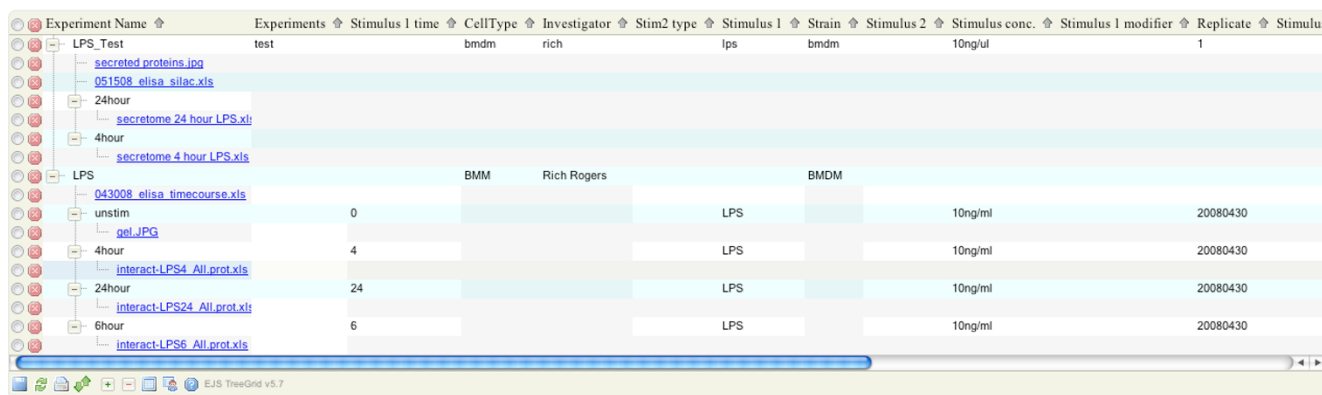 Experiment Name Experiments Stimulus 1 time CellType Investigator Stim2 type Stimulus 1 Strain Stimulus 2 Stimulus conc. Stimulus 1 modifier Replicate Stimulus
LPS_Test test bmdm rich lps bmdm 10ng/ul 1
secreted proteins.jpg
051508_elisa_silac.xls
24hour
secretome 24 hour LPS.xls
4hour
secretome 4 hour LPS.xls
LPS BMM Rich Rogers BMDM
043008_elisa_timecourse.xls
unstim 0 LPS 10ng/ml 20080430
gel.JPG
4hour 4 LPS 10ng/ml 20080430
interact-LPS4_All.prot.xls
24hour 24 LPS 10ng/ml 20080430
interact-LPS24_All.prot.xls
6hour 6 LPS 10ng/ml 20080430
interact-LPS6_All.prot.xls
EJS TreeGrid v5.7